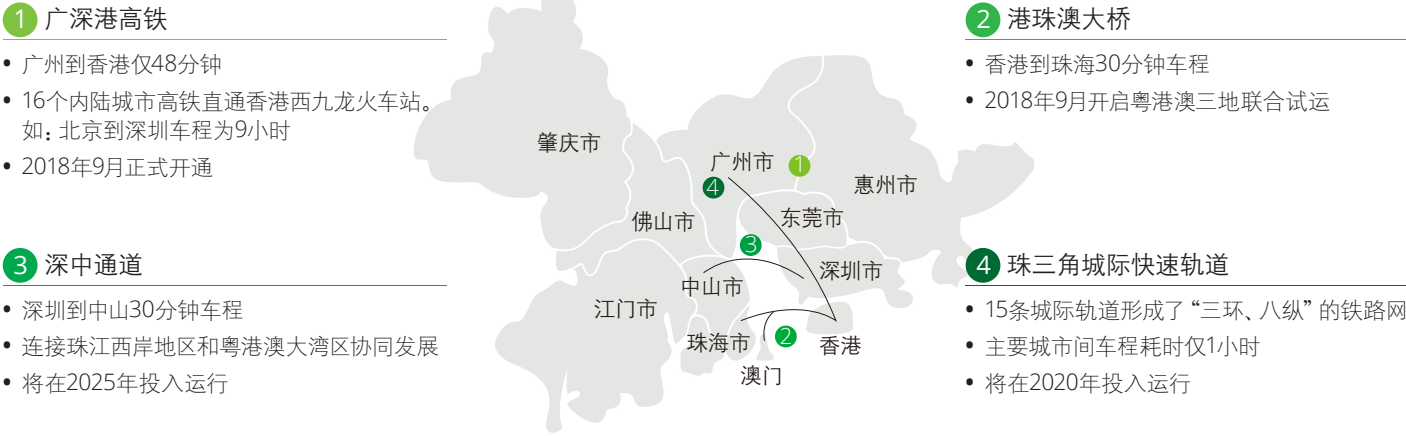 1 广深港高铁
• 广州到香港仅48分钟
• 16个内陆城市高铁直通香港西九龙火车站。
如：北京到深圳车程为9小时
• 2018年9月正式开通
2 港珠澳大桥
• 香港到珠海30分钟车程
• 2018年9月开启粤港澳三地联合试运
3 深中通道
• 深圳到中山30分钟车程
• 连接珠江西岸地区和粤港澳大湾区协同发展
• 将在2025年投入运行
4 珠三角城际快速轨道
• 15条城际轨道形成了“三环、八纵”的铁路网
• 主要城市间车程耗时仅1小时
• 将在2020年投入运行
肇庆市
广州市 1
4
惠州市
佛山市
东莞市
3
深圳市
中山市
江门市
珠海市 2 香港
澳门